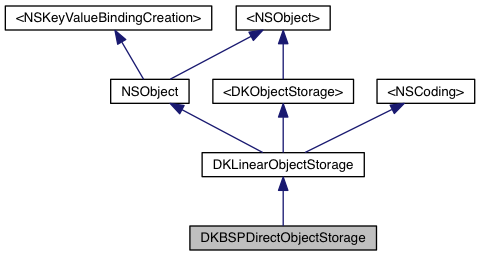 <NSKeyValueBindingCreation>
<NSObject>
NSObject
<DKObjectStorage>
<NSCoding>
DKLinearObjectStorage
DKBSPDirectObjectStorage